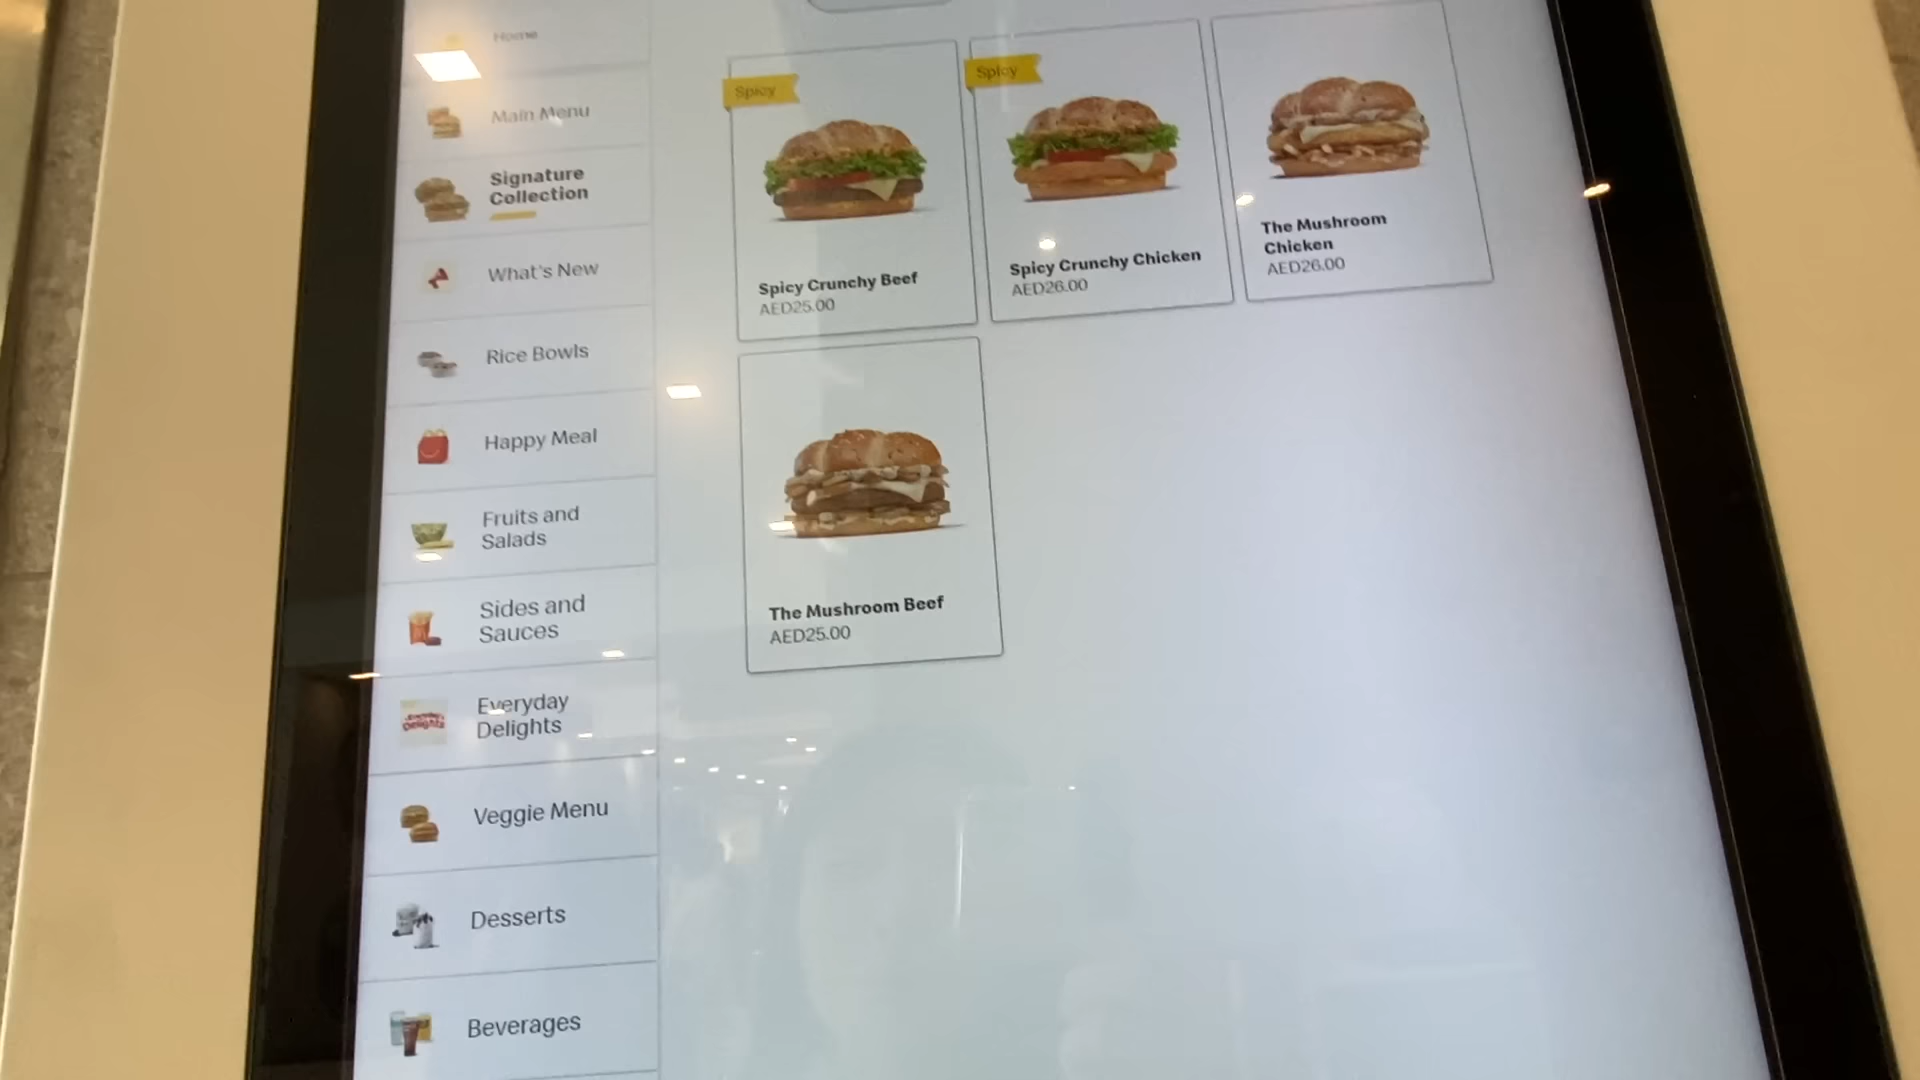 Home
Main Menu
Signature
Collection
What's New
Rice Bowls
Happy Meal
Fruits and
Salads
Sides and
Sauces
Everyday
Delights
Everyday
Delights
Veggie Menu
Desserts
Beverages
Spicy
Spicy Crunchy Beef
AED25.00
Spicy
Spicy Crunchy Chicken
AED26.00
The Mushroom
Chicken
AED26.00
The Mushroom Beef
AED25.00